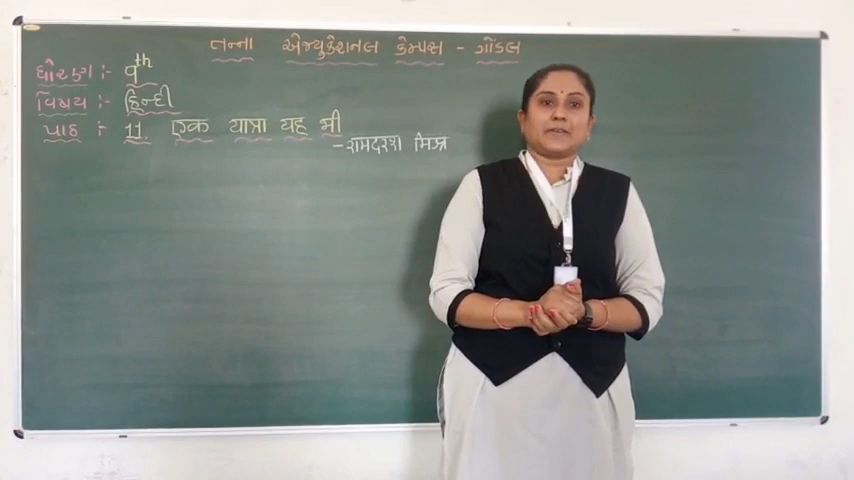 તન્ના એજ્યુકેશનલ કેમ્પસ - ગોંડલ
ધોરણ :- 9th
વિષય :- हिन्दी
પાઠ :- 11. एक यात्रा यह भी
- रामदरश मिश्र